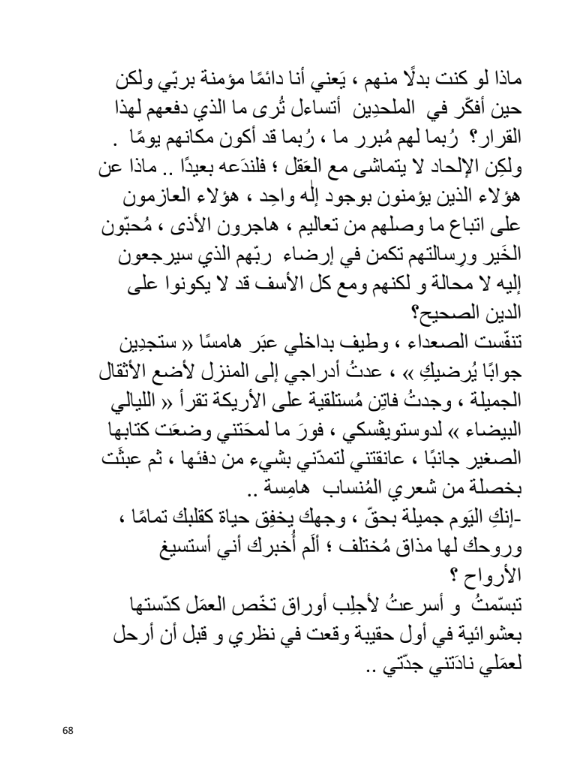 ماذا لو كنت بدلًا منهم ، يَعني أنا دائمًا مؤمنة بربّي ولكن
حين أفكّر في الملحدِين أتساءل تُرى ما الذي دفعهم لهذا
القرار؟ رُبما لهم مُبرر ما ، رُبما قد أكون مكانهم يومًا .
ولكِن الإلحاد لا يتماشى مع العَقل ؛ فلندَعه بعيدًا .. ماذا عن
هؤلاء الذين يؤمنون بوجود إله واحِد ، هؤلاء العازمون
على اتباع ما وصلهم من تعاليم ، هاجرون الأذى ، مُحبّون
الخَير ورِسالتهم تكمن في إرضاء ربّهم الذي سيرجعون
إليه لا محالة و لكنهم ومع كل الأسف قد لا يكونوا على
الدين الصحيح؟
تنفّست الصعداء ، وطيف بداخلي عبَر هامسًا « ستجدِين
جوابًا يُرضيكِ » ، عدتُ أدراجي إلى المنزل لأضع الأثقال
الجميلة ، وجدتُ فاتِن مُستلقية على الأريكة تقرأ « الليالي
البيضاء » لدوستويڤسكي ، فورَ ما لمحَتني وضعَت كتابها
الصغير جانبًا ، عانقتني لتمدّني بشيء من دفئها ، ثم عبثَت
بخصلة من شعري المُنساب هامِسة ..
-إنكِ اليَوم جميلة بحقّ ، وجهك يخفِق حياة كقلبك تمامًا ،
وروحك لها مذاق مُختلف ؛ ألَم أُخبرك أني أستسيغ
الأرواح ؟
تبسّمتُ و أسرعتُ لأجلِب أوراق تخّص العمَل كدّستها
بعشوائية في أول حقيبة وقعت في نظري و قبل أن أرحل
لعمَلي نادَتني جدّتي ..
68